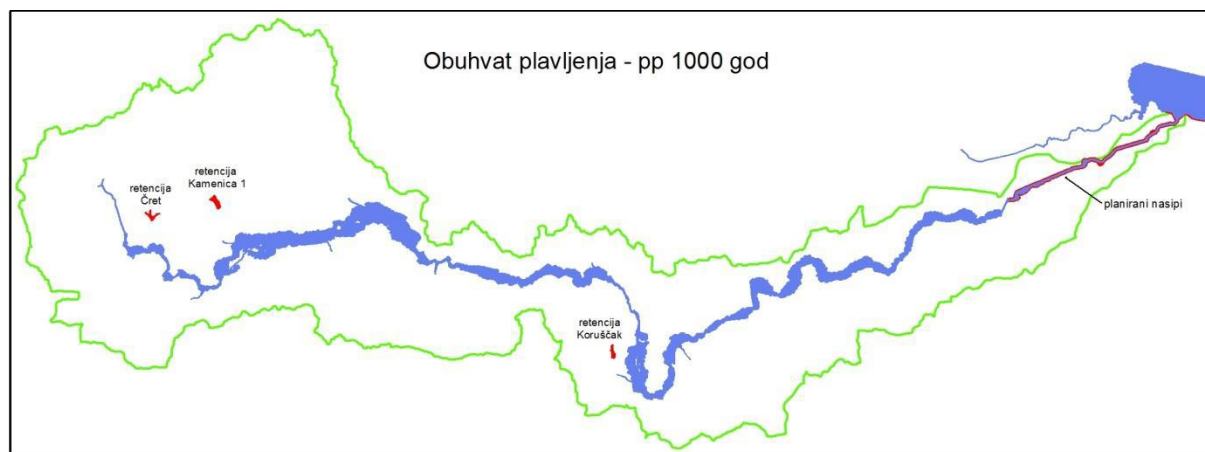 Obuhvat plavljenja - pp 1000 god
retencija
Kamenica 1
retencija
Čret
planirani nasipi
retencija
Koruščak